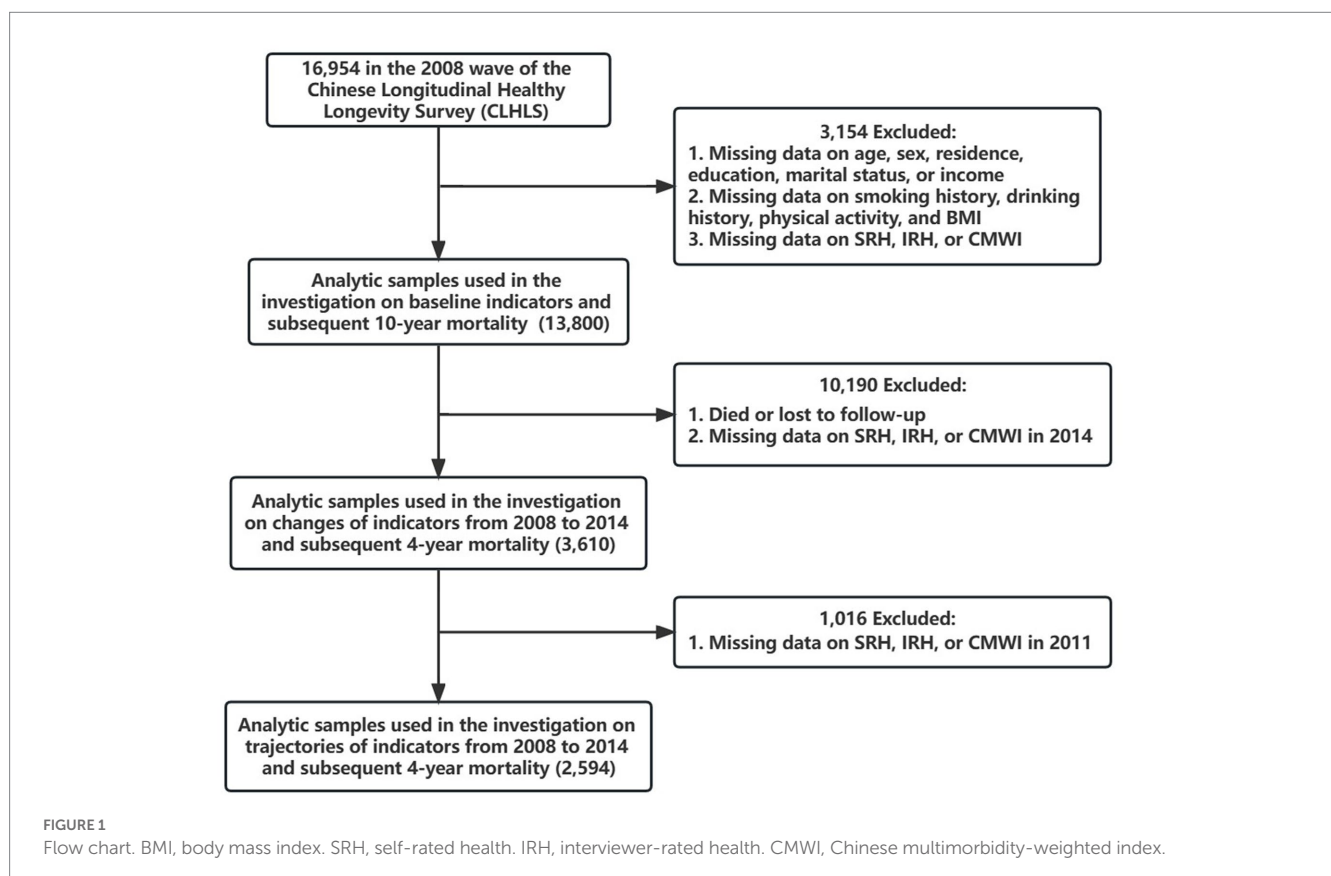 16,954 in the 2008 wave of the
Chinese Longitudinal Healthy
Longevity Survey (CLHLS)
3,154 Excluded:
1. Missing data on age, sex, residence,
education, marital status, or income
2. Missing data on smoking history, drinking
history, physical activity, and BMI
3. Missing data on SRH, IRH, or CMWI
Analytic samples used in the
investigation on baseline indicators and
subsequent 10-year mortality (13,800)
10,190 Excluded:
1. Died or lost to follow-up
2. Missing data on SRH, IRH, or CMWI in 2014
Analytic samples used in the investigation
on changes of indicators from 2008 to 2014
and subsequent 4-year mortality (3,610)
1,016 Excluded:
1. Missing data on SRH, IRH, or CMWI in 2011
Analytic samples used in the investigation on
trajectories of indicators from 2008 to 2014
and subsequent 4-year mortality (2,594)
FIGURE 1
Flow chart. BMI, body mass index. SRH, self-rated health. IRH, interviewer-rated health. CMWI, Chinese multimorbidity-weighted index.